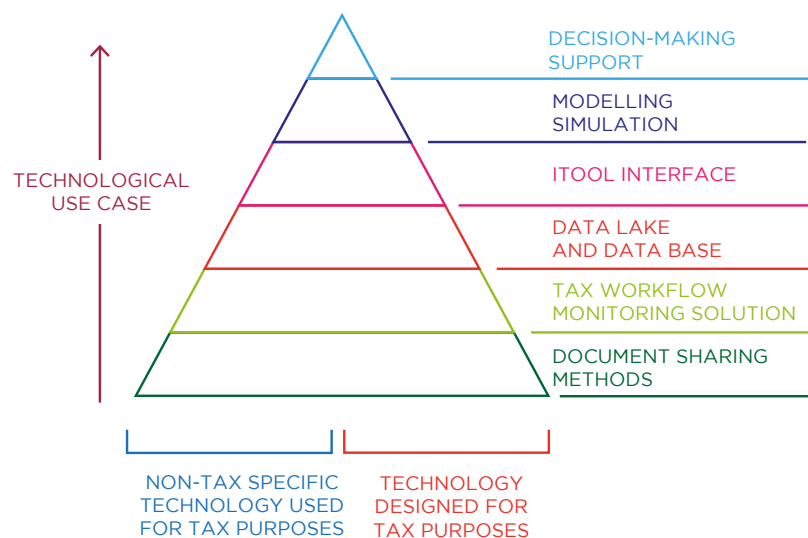 DECISION-MAKING
SUPPORT
MODELLING
SIMULATION
TECHNOLOGICAL
USE CASE
ITOOL INTERFACE
DATA LAKE
AND DATA BASE
TAX WORKFLOW
MONITORING SOLUTION
DOCUMENT SHARING
METHODS
NON-TAX SPECIFIC
TECHNOLOGY USED
FOR TAX PURPOSES
TECHNOLOGY
DESIGNED FOR
TAX PURPOSES